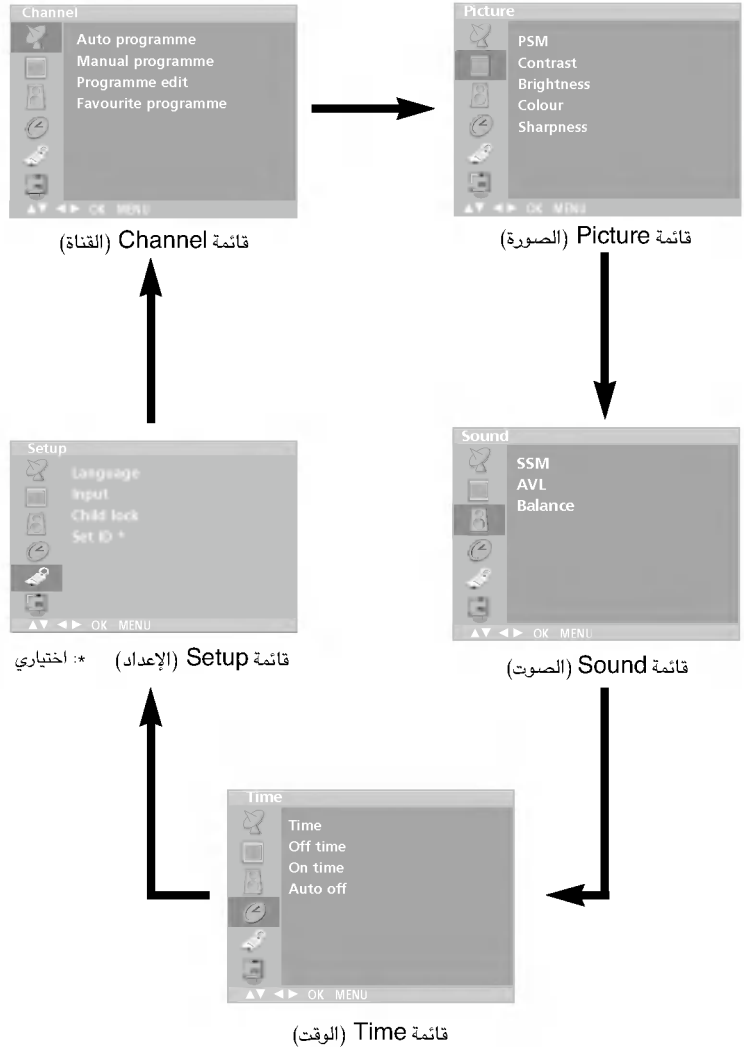 Channel
Auto programme
Manual programme
Programme edit
Favourite programme
▲▼ ◄► OK MENU
قائمة Channel (القناة)
Picture
PSM
Contrast
Brightness
Colour
Sharpness
▲▼ ◄► OK MENU
قائمة Picture (الصورة)
Sound
SSM
AVL
Balance
▲▼ ◄► OK MENU
قائمة Sound (الصوت)
Time
Time
Off time
On time
Auto off
▲▼ ◄► OK MENU
قائمة Time (الوقت)
Setup
Language
Input
Child lock
Set ID *
▲▼ ◄► OK MENU
قائمة Setup (الإعداد) *: اختياري